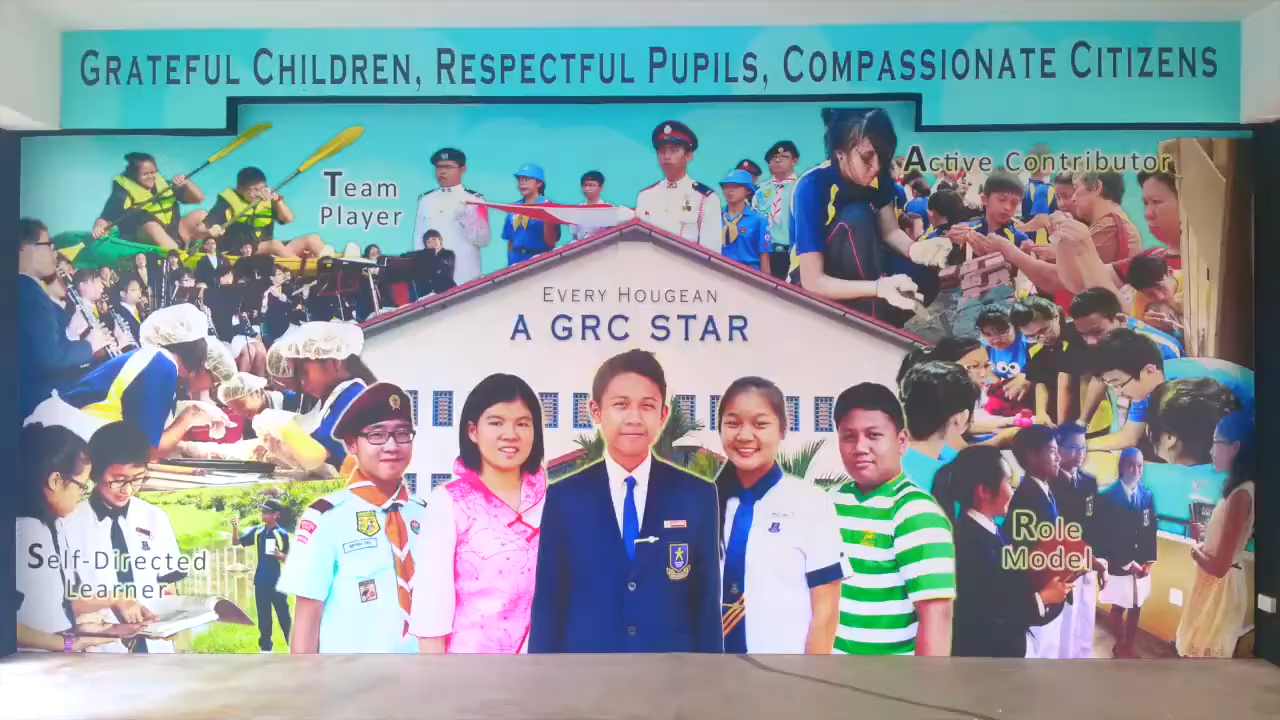 GRATEFUL CHILDREN, RESPECTFUL PUPILS, COMPASSIONATE CITIZENS
Team
Player
Active Contributor
EVERY HOUGEAN
A GRC STAR
Self-Directed
Learner
Role
Model